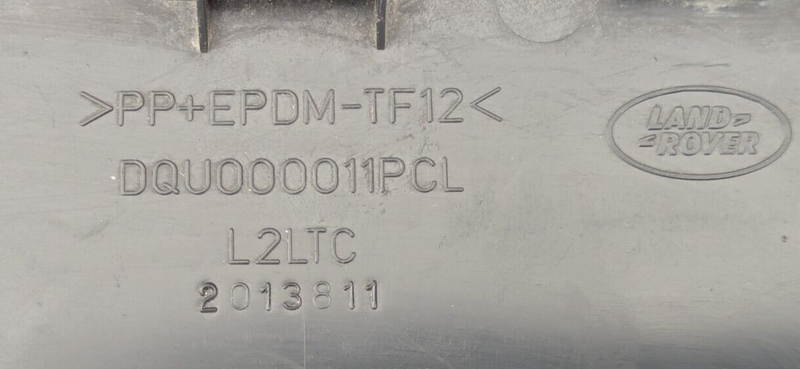 >PP+EPDM-TF12<
LAND
ROVER
DQU000011PCL
L2LTC
2013811